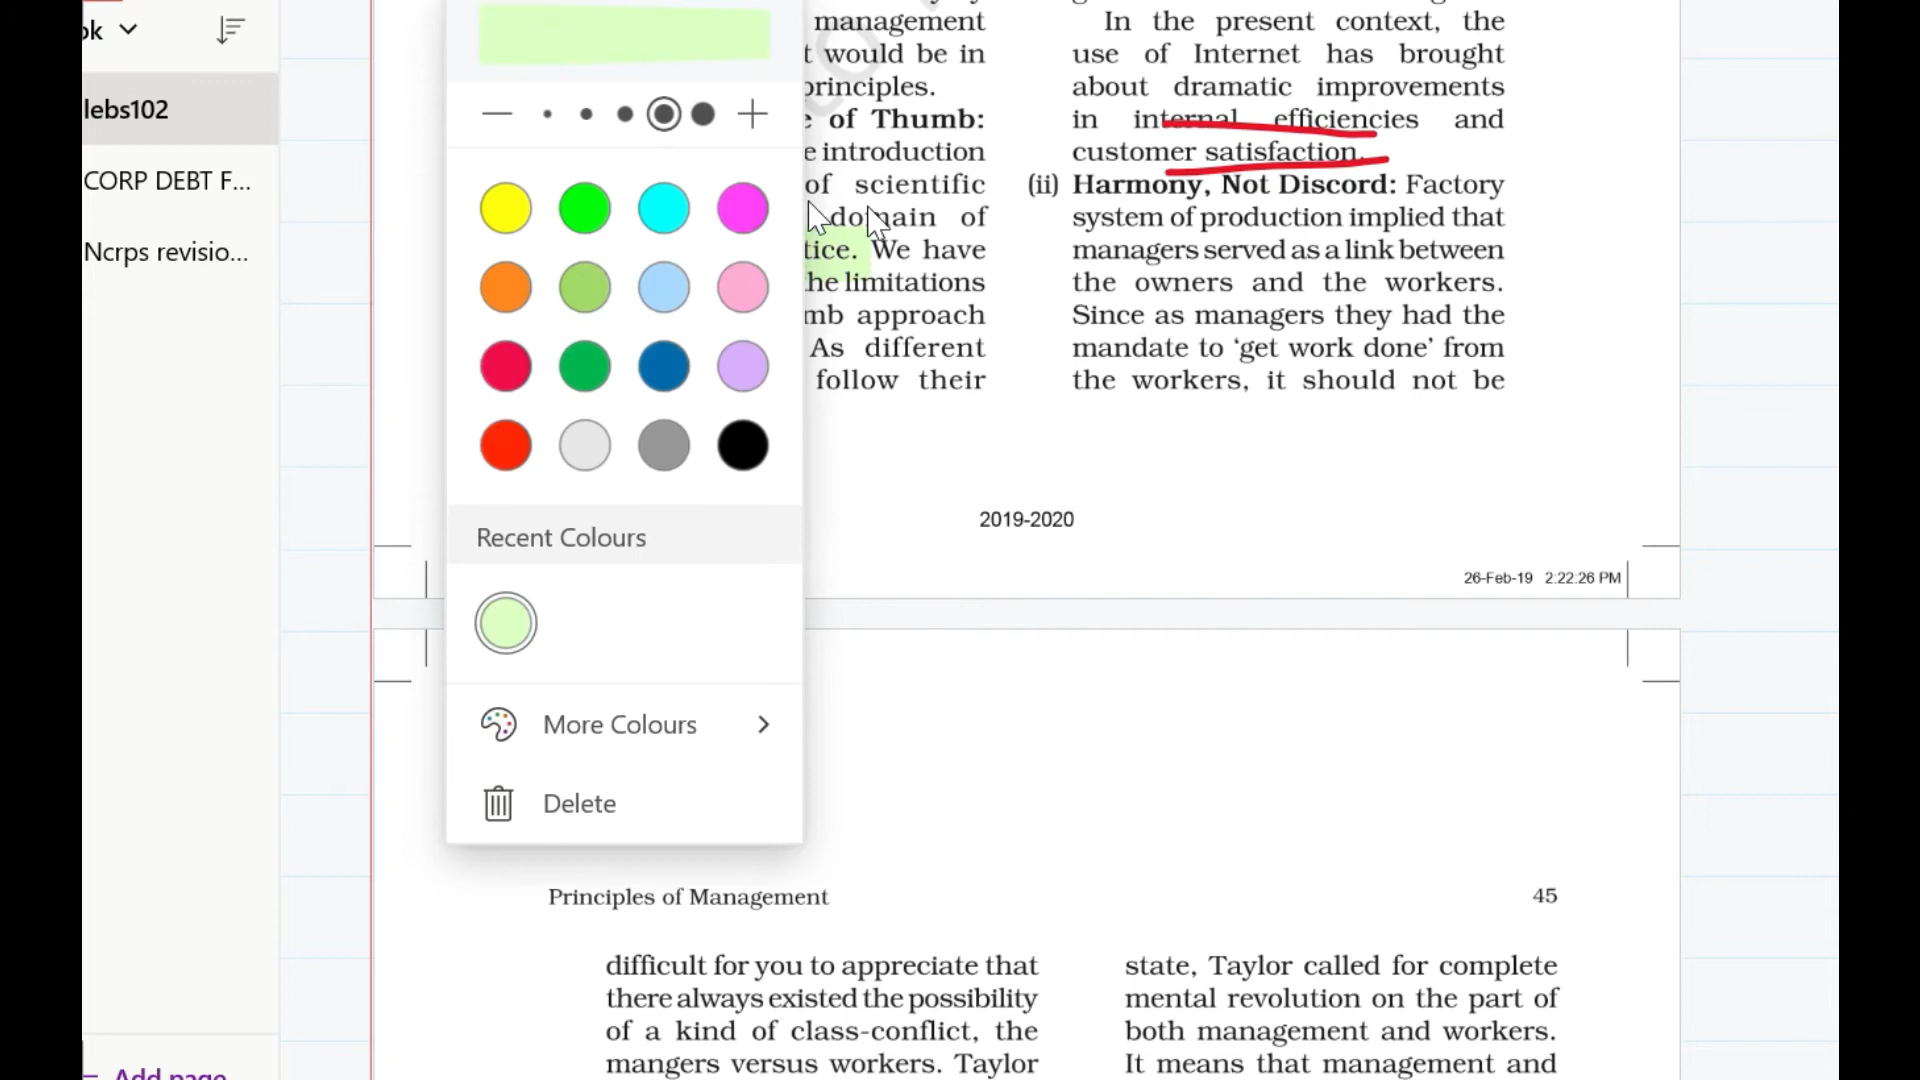 ok
lebs102
CORP DEBT F...
Ncrps revisio...
Add page
Recent Colours
More Colours
Delete
management
t would be in
principles.
e of Thumb:
e introduction
of scientific
domain of
tice. We have
he limitations
mb approach
As different
follow their
In the present context, the
use of Internet has brought
about dramatic improvements
in internal efficiencies and
customer satisfaction.
(ii) Harmony, Not Discord: Factory
system of production implied that
managers served as a link between
the owners and the workers.
Since as managers they had the
mandate to ‘get work done’ from
the workers, it should not be
2019-2020
26-Feb-19 2:22:26 PM
Principles of Management
45
difficult for you to appreciate that
there always existed the possibility
of a kind of class-conflict, the
mangers versus workers. Taylor
state, Taylor called for complete
mental revolution on the part of
both management and workers.
It means that management and